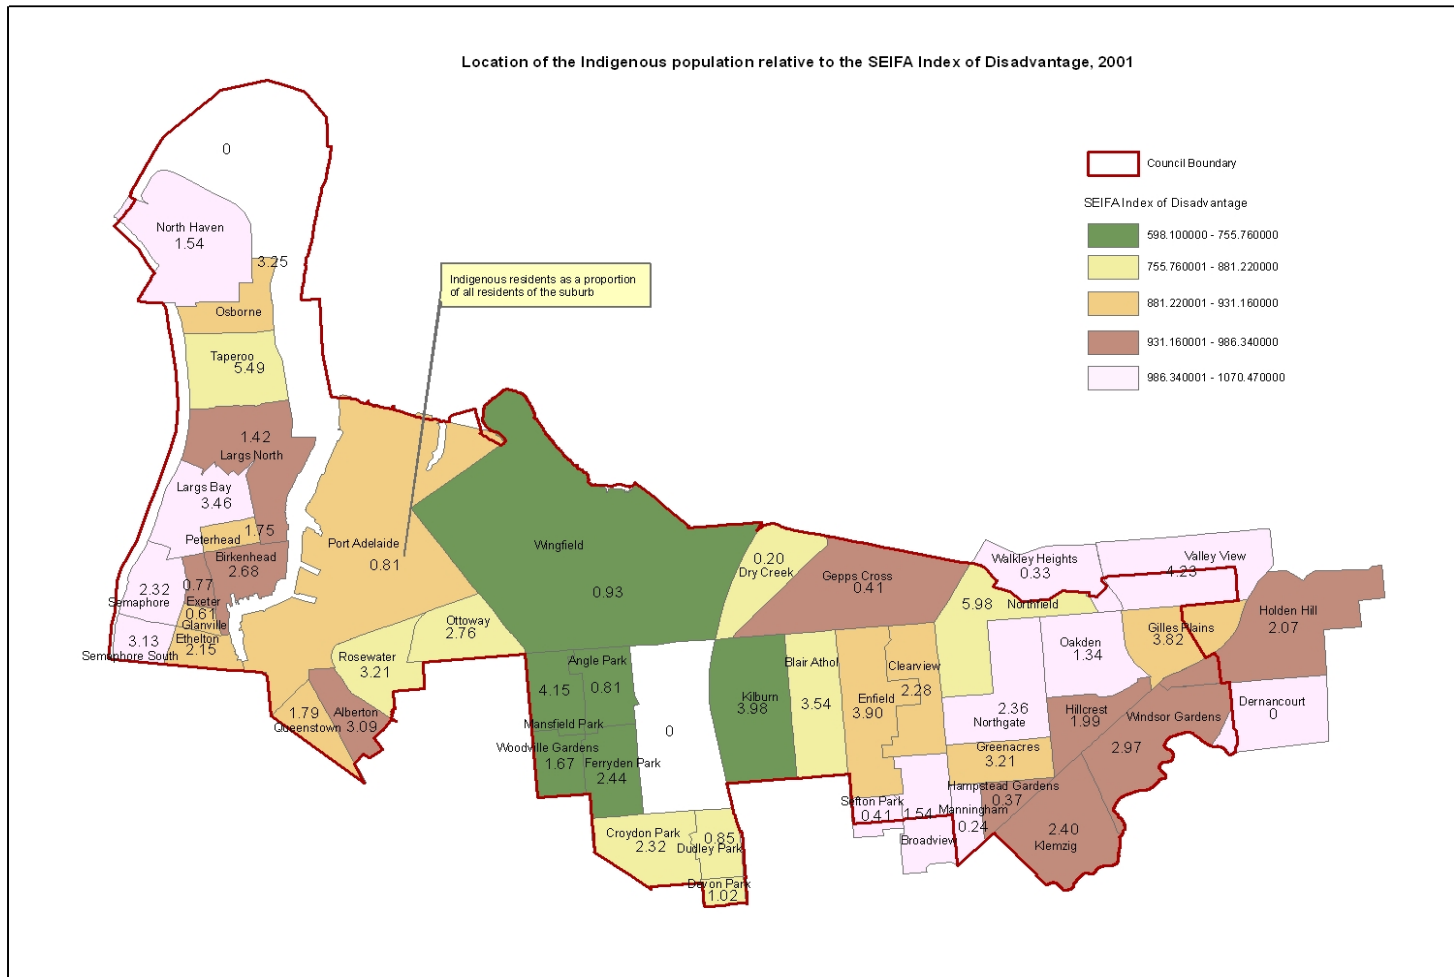 Location of the Indigenous population relative to the SEIFA Index of Disadvantage, 2001
Council Boundary
SEIFA Index of Disadvantage
598.100000 - 755.760000
755.760001 - 881.220000
881.220001 - 931.160000
931.160001 - 986.340000
986.340001 - 1070.470000
Indigenous residents as a proportion
of all residents of the suburb
0
North Haven
1.54
3.25
Osborne
Taperoo
5.49
1.42
Largs North
Largs Bay
3.46
1.75
Peterhead
Birkenhead
2.68
2.32
Semaphore
0.77
Exeter
0.61
Glanville
3.13
Semaphore South
Ethelton
2.15
Port Adelaide
0.81
Wingfield
0.93
Ottoway
2.76
Rosewater
3.21
1.79
Queenstown
Alberton
3.09
Angle Park
0.81
4.15
Mansfield Park
Woodville Gardens
1.67
Ferryden Park
2.44
0
Croydon Park
2.32
0.85
Dudley Park
Devon Park
1.02
0.20
Dry Creek
Gepps Cross
0.41
Kilburn
3.98
Blair Athol
3.54
Enfield
3.90
Clearview
2.28
5.98
Northfield
Walkley Heights
0.33
Valley View
4.23
Oakden
1.34
Gilles Plains
3.82
Holden Hill
2.07
2.36
Northgate
Hillcrest
1.99
Windsor Gardens
2.97
Dernancourt
0
Greenacres
3.21
Hampstead Gardens
0.37
Sefton Park
0.41
1.54
Broadview
Manningham
0.24
2.40
Klemzig